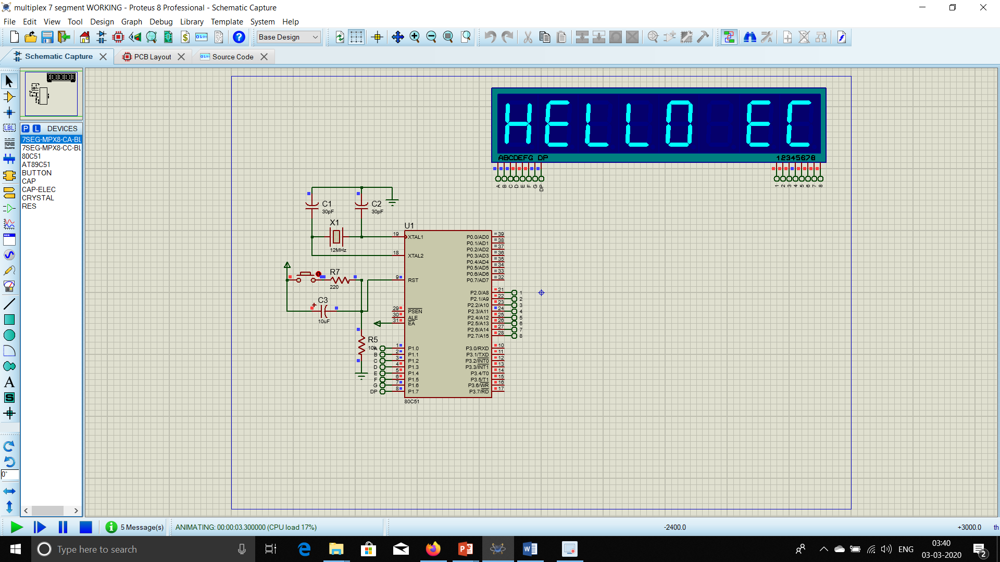 multiplex 7 segment WORKING - Proteus 8 Professional - Schematic Capture
File Edit View Tool Design Graph Debug Library Template System Help
Base Design
Schematic Capture PCB Layout Source Code
HELLO EC
ABCDEFG DP 12345678
A B C D E F G DP 1 2 3 4 5 6 7 8
P L DEVICES
7SEG-MPX8-CA-BL
7SEG-MPX8-CC-BL
80C51
AT89C51
BUTTON
CAP
CAP-ELEC
CRYSTAL
RES
LBL
A
S
0°
C1
30pF
C2
30pF
X1
12MHz
R7
220
C3
10uF
R5
10k
U1
19 XTAL1
18 XTAL2
9 RST
29 PSEN
30 ALE
31 EA
A 1 P1.0
B 2 P1.1
C 3 P1.2
D 4 P1.3
E 5 P1.4
F 6 P1.5
G 7 P1.6
DP 8 P1.7
P0.0/AD0 39
P0.1/AD1 38
P0.2/AD2 37
P0.3/AD3 36
P0.4/AD4 35
P0.5/AD5 34
P0.6/AD6 33
P0.7/AD7 32
P2.0/A8 21 1
P2.1/A9 22 2
P2.2/A10 23 3
P2.3/A11 24 4
P2.4/A12 25 5
P2.5/A13 26 6
P2.6/A14 27 7
P2.7/A15 28 8
P3.0/RXD 10
P3.1/TXD 11
P3.2/INT0 12
P3.3/INT1 13
P3.4/T0 14
P3.5/T1 15
P3.6/WR 16
P3.7/RD 17
80C51
5 Message(s) ANIMATING: 00:00:03.300000 (CPU load 17%) -2400.0 +3000.0 th
Type here to search ENG 03:40
03-03-2020 2